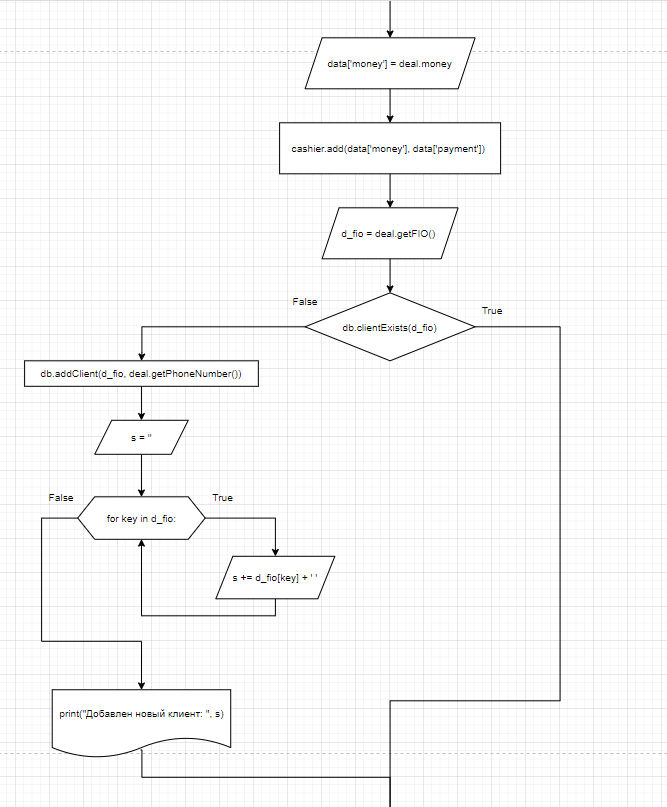 data['money'] = deal.money
cashier.add(data['money'], data['payment'])
d_fio = deal.getFIO()
False
True
db.clientExists(d_fio)
db.addClient(d_fio, deal.getPhoneNumber())
s = ''
False
True
for key in d_fio:
s += d_fio[key] + ' '
print("Добавлен новый клиент: ", s)